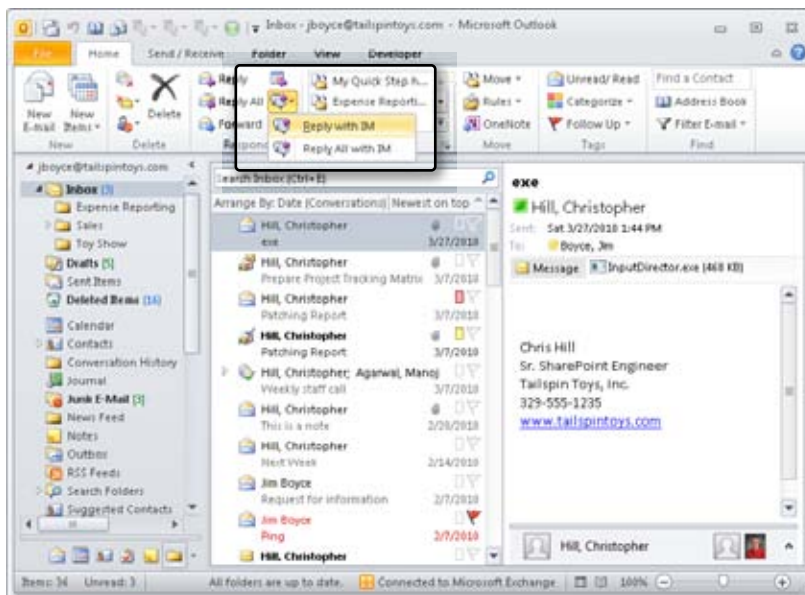 Inbox - jboyce@tailspintoys.com - Microsoft Outlook
File Home Send / Receive Folder View Developer
New E-mail
New Items
Delete
Reply
Reply All
Forward
My Quick Step
Expense Reporti...
Reply with IM
Reply All with IM
Move
Rules
OneNote
Unread/ Read
Categorize
Follow Up
Find a Contact
Address Book
Filter E-mail
New Delete Respon Move Tags Find
jboyce@tailspintoys.com
Inbox (3)
Expense Reporting
Sales
Toy Show
Drafts [5]
Sent Items
Deleted Items (16)
Calendar
Contacts
Conversation History
Journal
Junk E-Mail [3]
News Feed
Notes
Outbox
RSS Feeds
Search Folders
Suggested Contacts
Search Inbox (Ctrl+E)
Arrange By: Date (Conversations) Newest on top
Hill, Christopher
exe 3/27/2010
Hill, Christopher
Prepare Project Tracking Matrix 3/7/2010
Hill, Christopher
Patching Report 3/7/2010
Hill, Christopher
Patching Report 3/7/2010
Hill, Christopher; Agarwal, Manoj
Weekly staff call 3/7/2010
Hill, Christopher
This is a note 2/28/2010
Hill, Christopher
Next Week 2/14/2010
Jim Boyce
Request for information 2/7/2010
Jim Boyce
Ping 2/7/2010
Hill, Christopher
exe
Hill, Christopher
Sent: Sat 3/27/2010 1:44 PM
To: Boyce, Jim
Message InputDirector.exe (468 KB)
Chris Hill
Sr. SharePoint Engineer
Tailspin Toys, Inc.
329-555-1235
www.tailspintoys.com
Hill, Christopher
Items: 34 Unread: 3 All folders are up to date. Connected to Microsoft Exchange 100%